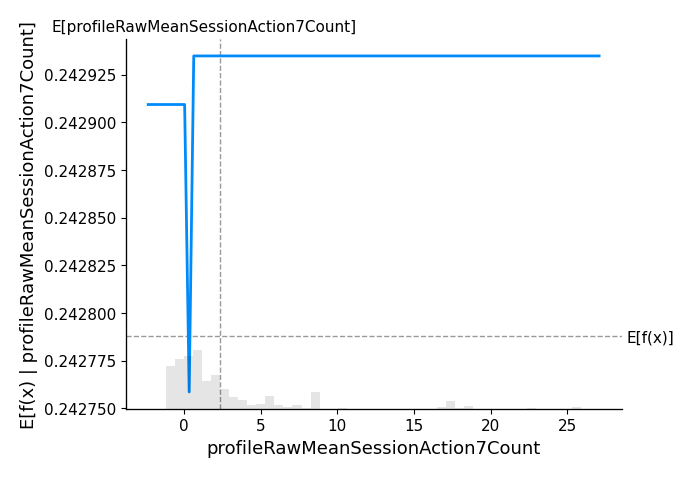 E[profileRawMeanSessionAction7Count]
E[f(x) | profileRawMeanSessionAction7Count]
0.242925
0.242900
0.242875
0.242850
0.242825
0.242800
0.242775
0.242750
E[f(x)]
0 5 10 15 20 25
profileRawMeanSessionAction7Count